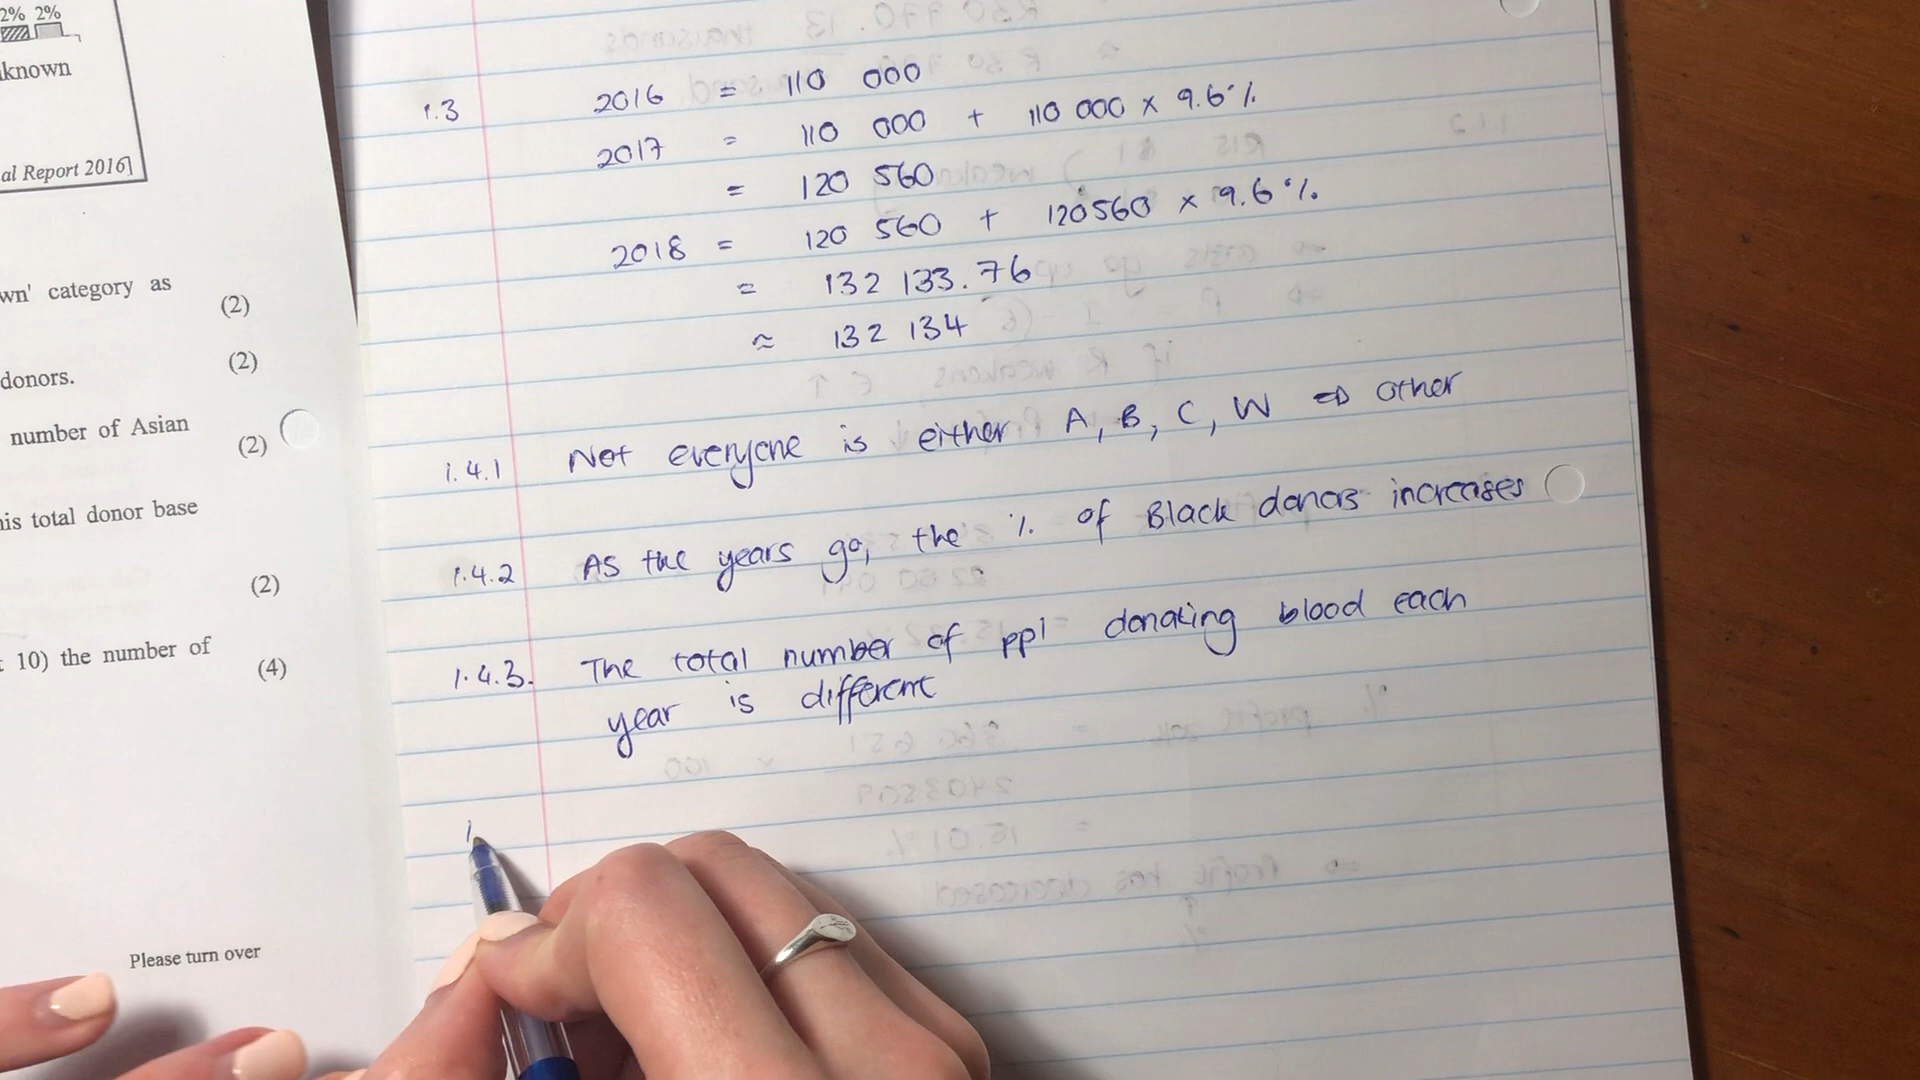 2% 2%
known
al Report 2016]
wn' category as
(2)
donors.
(2)
number of Asian
(2)
is total donor base
(2)
10) the number of
(4)
Please turn over
1.3 2016 = 110 000
2017 = 110 000 + 110 000 × 9.6%
= 120 560
2018 = 120 560 + 120560 × 9.6%
= 132 133.76
≈ 132 134
1.4.1 Not everyone is either A, B, C, W ⇒ other
1.4.2 As the years go, the % of Black donors increases
1.4.3. The total number of ppl donating blood each
year is different